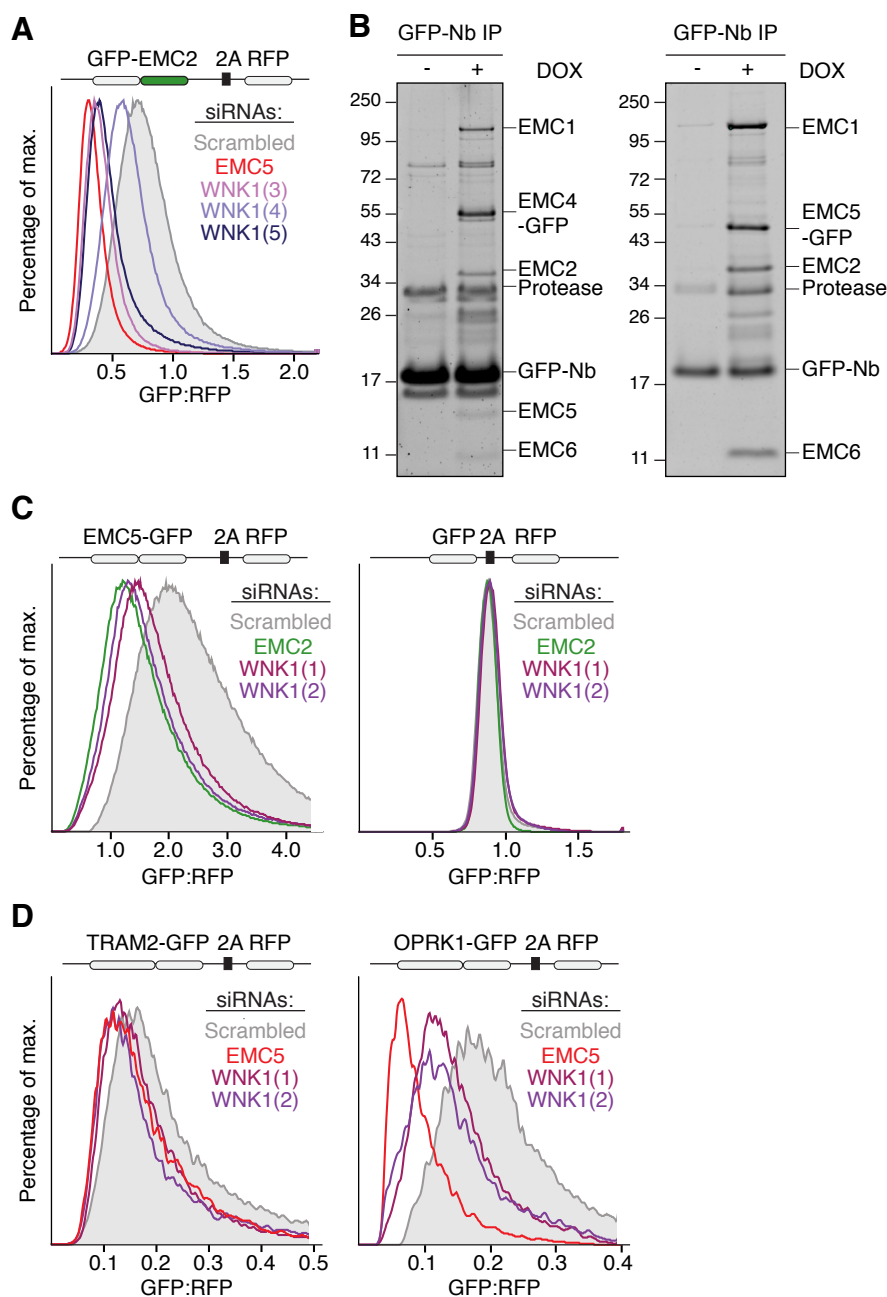 A
GFP-EMC2 2A RFP
siRNAs:
Scrambled
EMC5
WNK1(3)
WNK1(4)
WNK1(5)
Percentage of max.
0.5 1.0 1.5 2.0
GFP:RFP
B
GFP-Nb IP
- + DOX
250
95
72
55
43
34
26
17
11
EMC1
EMC4
-GFP
EMC2
Protease
GFP-Nb
EMC5
EMC6
GFP-Nb IP
- + DOX
250
95
72
55
43
34
26
17
11
EMC1
EMC5
-GFP
EMC2
Protease
GFP-Nb
EMC6
C
EMC5-GFP 2A RFP
siRNAs:
Scrambled
EMC2
WNK1(1)
WNK1(2)
Percentage of max.
1.0 2.0 3.0 4.0
GFP:RFP
GFP 2A RFP
siRNAs:
Scrambled
EMC2
WNK1(1)
WNK1(2)
0.5 1.0 1.5
GFP:RFP
D
TRAM2-GFP 2A RFP
siRNAs:
Scrambled
EMC5
WNK1(1)
WNK1(2)
Percentage of max.
0.1 0.2 0.3 0.4 0.5
GFP:RFP
OPRK1-GFP 2A RFP
siRNAs:
Scrambled
EMC5
WNK1(1)
WNK1(2)
0.1 0.2 0.3 0.4
GFP:RFP